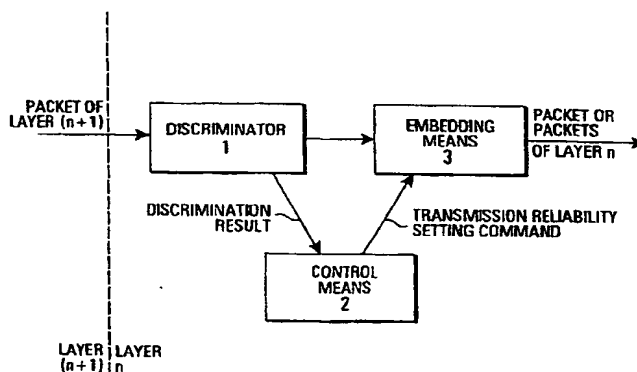 PACKET OF
LAYER (n+1)
DISCRIMINATOR
1
EMBEDDING
MEANS
3
PACKET OR
PACKETS
OF LAYER n
DISCRIMINATION
RESULT
TRANSMISSION RELIABILITY
SETTING COMMAND
CONTROL
MEANS
2
LAYER
(n+1)
LAYER
n